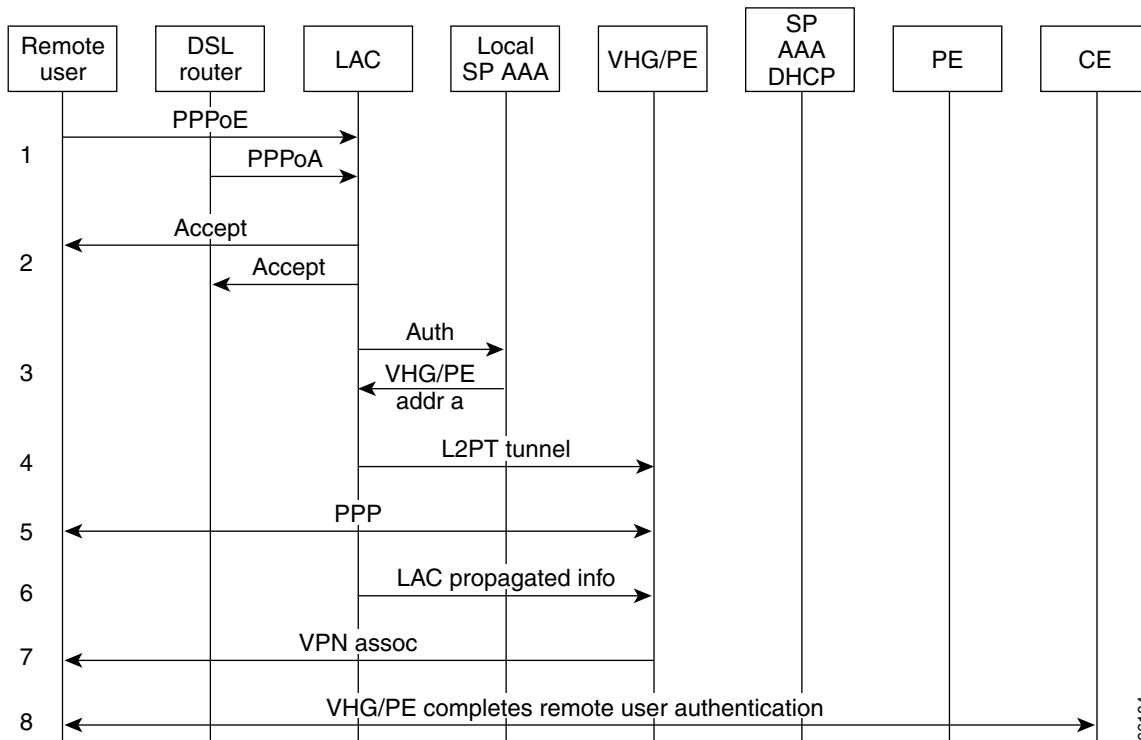 Remote
user
DSL
router
LAC
Local
SP AAA
VHG/PE
SP
AAA
DHCP
PE
CE
PPPoE
1
PPPoA
Accept
2
Accept
Auth
3
VHG/PE
addr a
4
L2PT tunnel
5
PPP
6
LAC propagated info
7
VPN assoc
8
VHG/PE completes remote user authentication